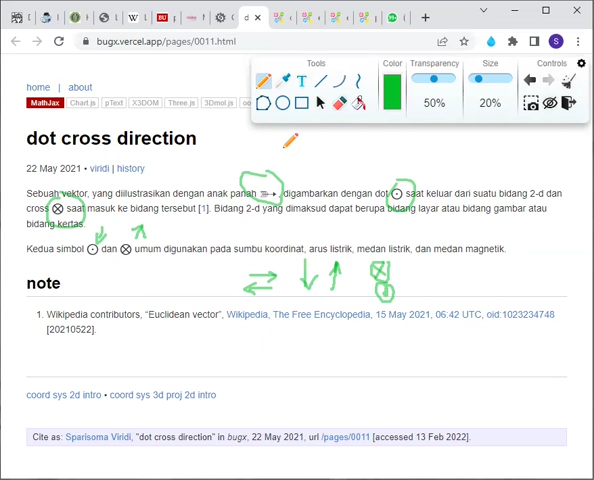 bugx.vercel.app/pages/0011.html
Tools
Color
Transparency
Size
Controls
50%
20%
home | about
MathJax Chart.js pText X3DOM Three.js 3Dmol.js
dot cross direction
22 May 2021 • viridi | history
Sebuah vektor, yang diilustrasikan dengan anak panah ➵, digambarkan dengan dot ⊙ saat keluar dari suatu bidang 2-d dan
cross ⊗ saat masuk ke bidang tersebut [1]. Bidang 2-d yang dimaksud dapat berupa bidang layar atau bidang gambar atau
bidang kertas.
Kedua simbol ⊙ dan ⊗ umum digunakan pada sumbu koordinat, arus listrik, medan listrik, dan medan magnetik.
note
1. Wikipedia contributors, “Euclidean vector”, Wikipedia, The Free Encyclopedia, 15 May 2021, 06:42 UTC, oid:1023234748
[20210522].
coord sys 2d intro • coord sys 3d proj 2d intro
Cite as: Sparisoma Viridi, "dot cross direction" in bugx, 22 May 2021, url /pages/0011 [accessed 13 Feb 2022].